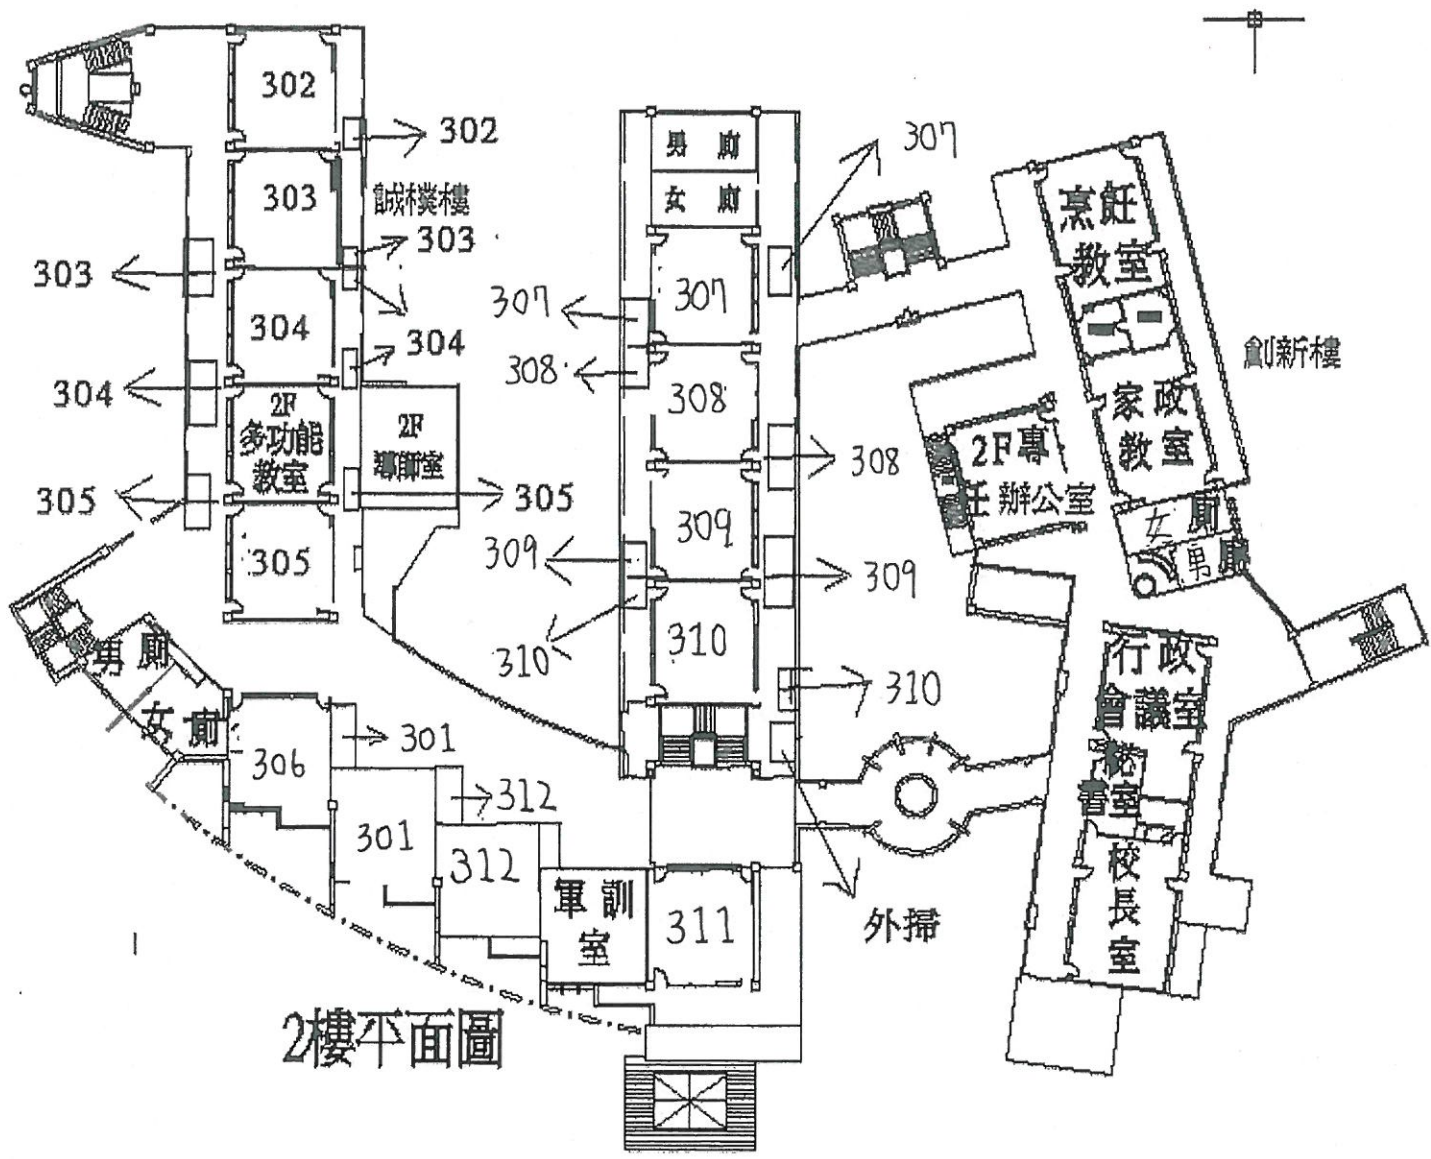 302
302
303
誠樸樓
303
303
304
304
304
2F
多功能
教室
2F
導師室
305
305
305
男廁
女廁
306
301
301
312
312
軍訓
室
311
男廁
女廁
307
307
307
308
308
308
309
309
309
310
310
310
外掃
烹飪
教室
家政
教室
創新樓
2F專
任辦公室
女廁
男廁
行政
會議室
校
長
室
2樓平面圖